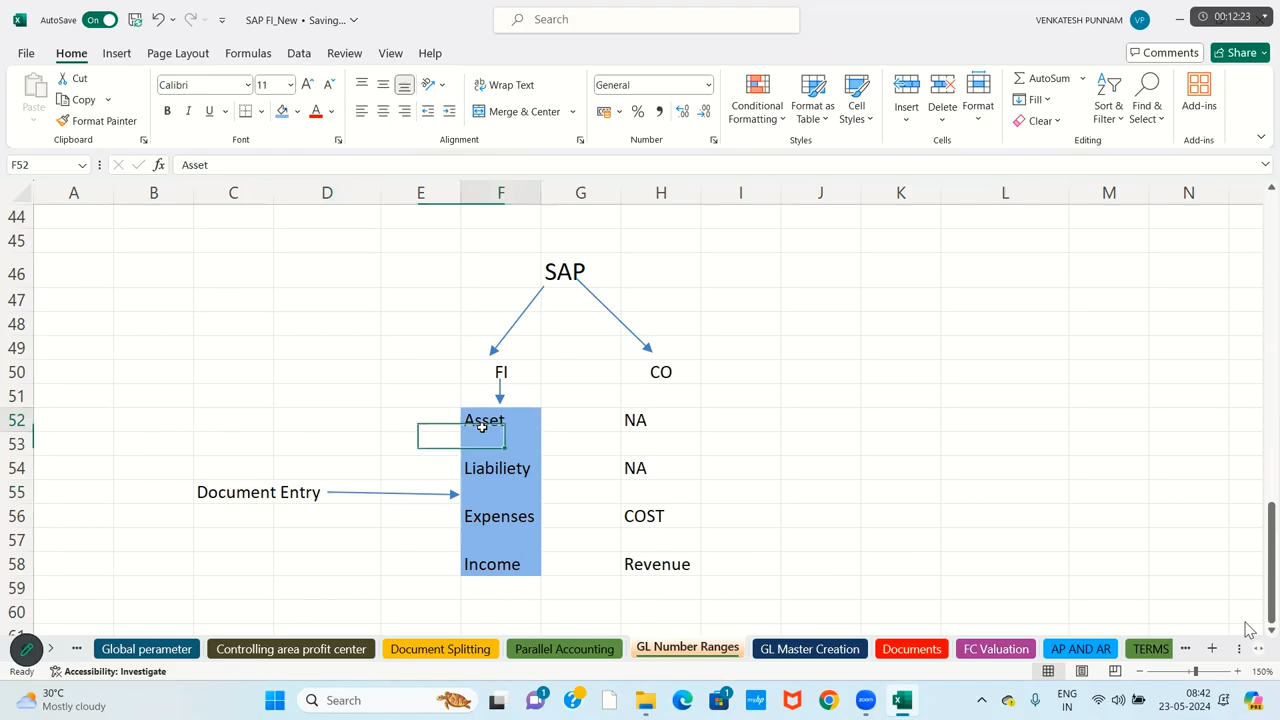 AutoSave On SAP FI_New • Saving... Search VENKATESH PUNNAM VP 00:12:23
File Home Insert Page Layout Formulas Data Review View Help Comments Share
Paste Cut Copy Format Painter
Calibri 11 A A B I U A
Wrap Text Merge & Center
General % 9
Conditional Formatting Format as Table Cell Styles
Insert Delete Format
AutoSum Fill Clear Sort & Filter Find & Select
Add-ins
Clipboard Font Alignment Number Styles Cells Editing Add-ins
F52 fx Asset
A B C D E F G H I J K L M N
44
45
46 SAP
47
48
49
50 FI CO
51
52 Asset NA
53
54 Liabiliety NA
55 Document Entry
56 Expenses COST
57
58 Income Revenue
59
60
61
Global perameter Controlling area profit center Document Splitting Parallel Accounting GL Number Ranges GL Master Creation Documents FC Valuation AP AND AR TERMS
Ready Accessibility: Investigate 150%
30°C Mostly cloudy Search 1 1 ENG IN 08:42 23-05-2024 PRE